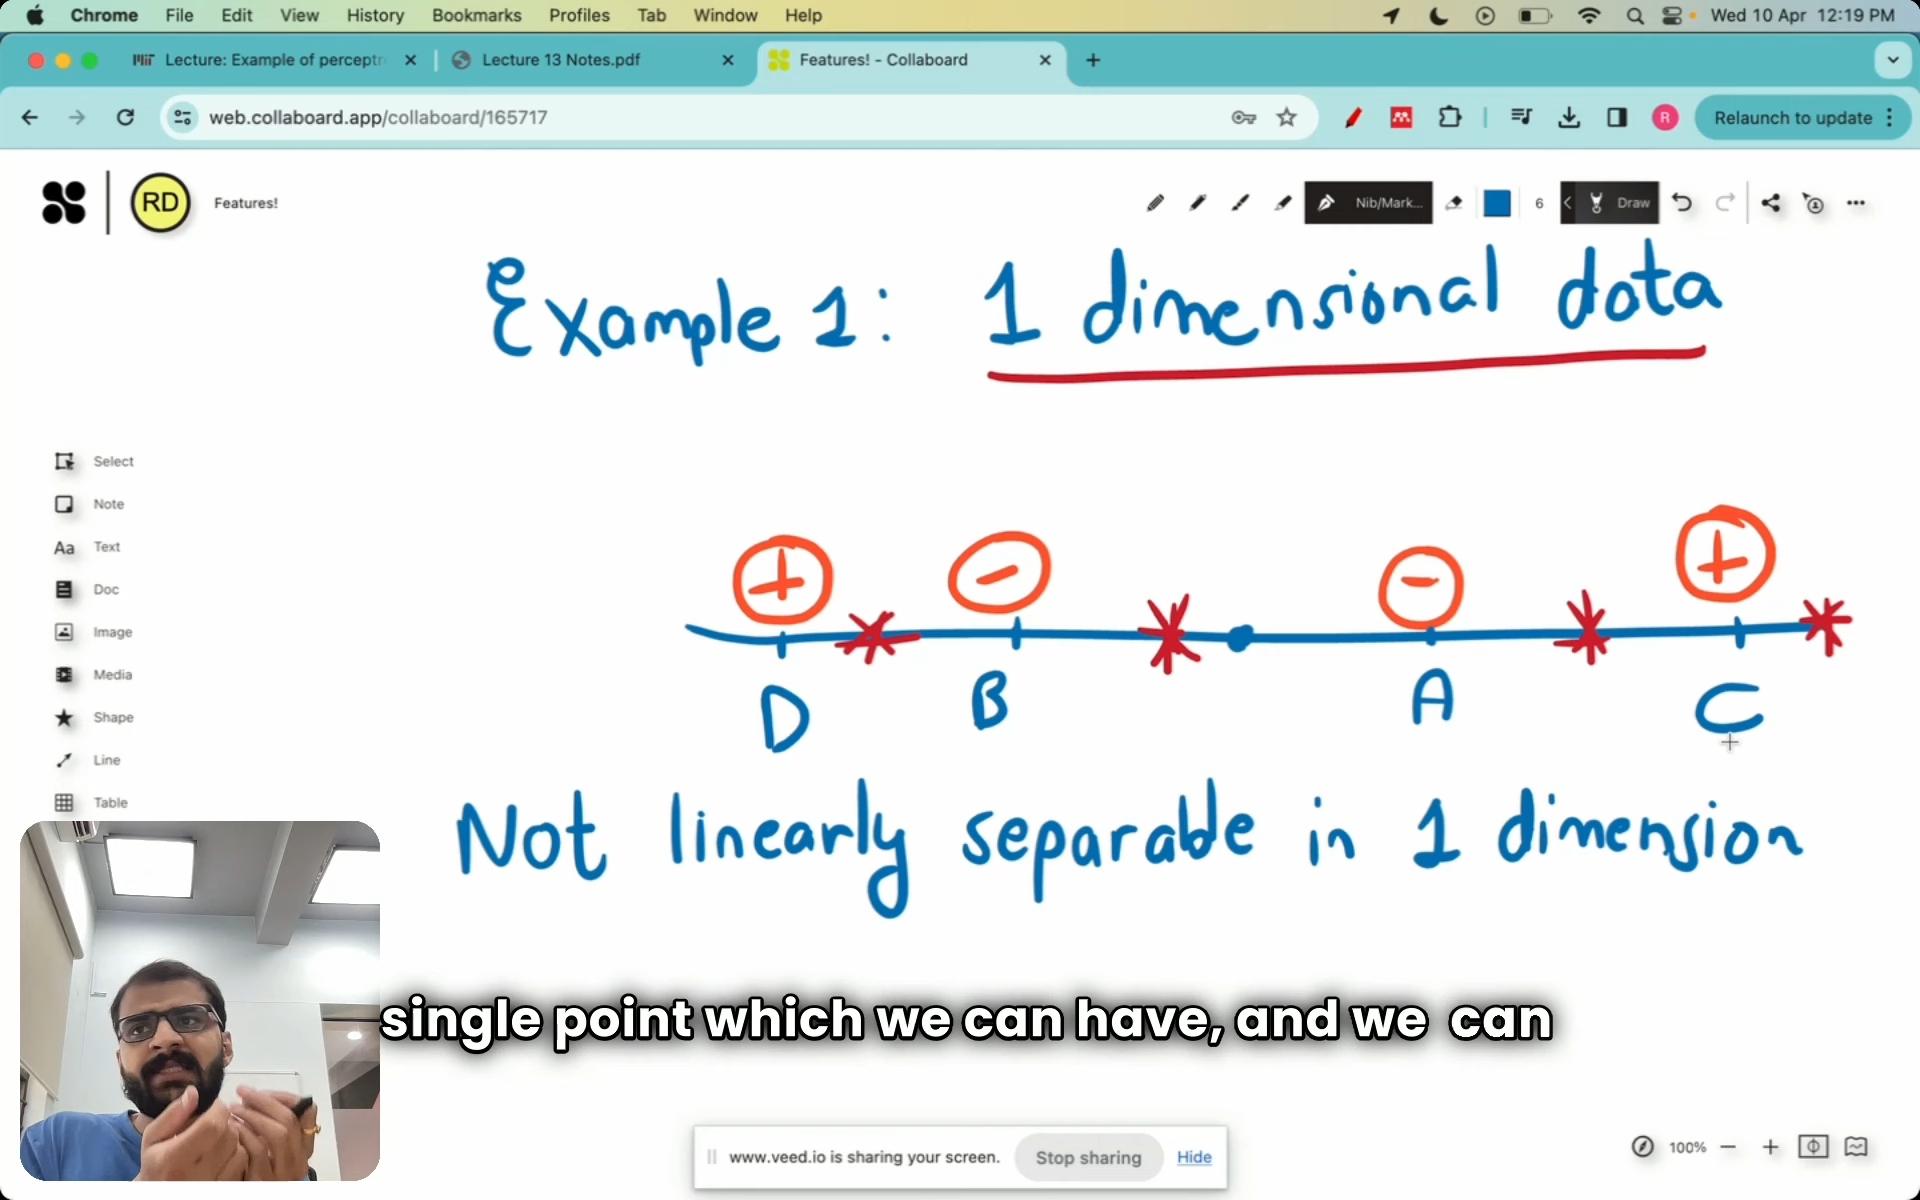 Chrome File Edit View History Bookmarks Profiles Tab Window Help Wed 10 Apr 12:19 PM
MIT Lecture: Example of perceptr Lecture 13 Notes.pdf Features! - Collaboard
web.collaboard.app/collaboard/165717 R Relaunch to update
RD Features! Nib/Mark... 6 Draw
Example 1: 1 dimensional data
Select
Note
Aa Text
Doc
Image
Media
Shape
Line
Table
+ - - +
D B A C
Not linearly separable in 1 dimension
single point which we can have, and we can
www.veed.io is sharing your screen. Stop sharing Hide
100%